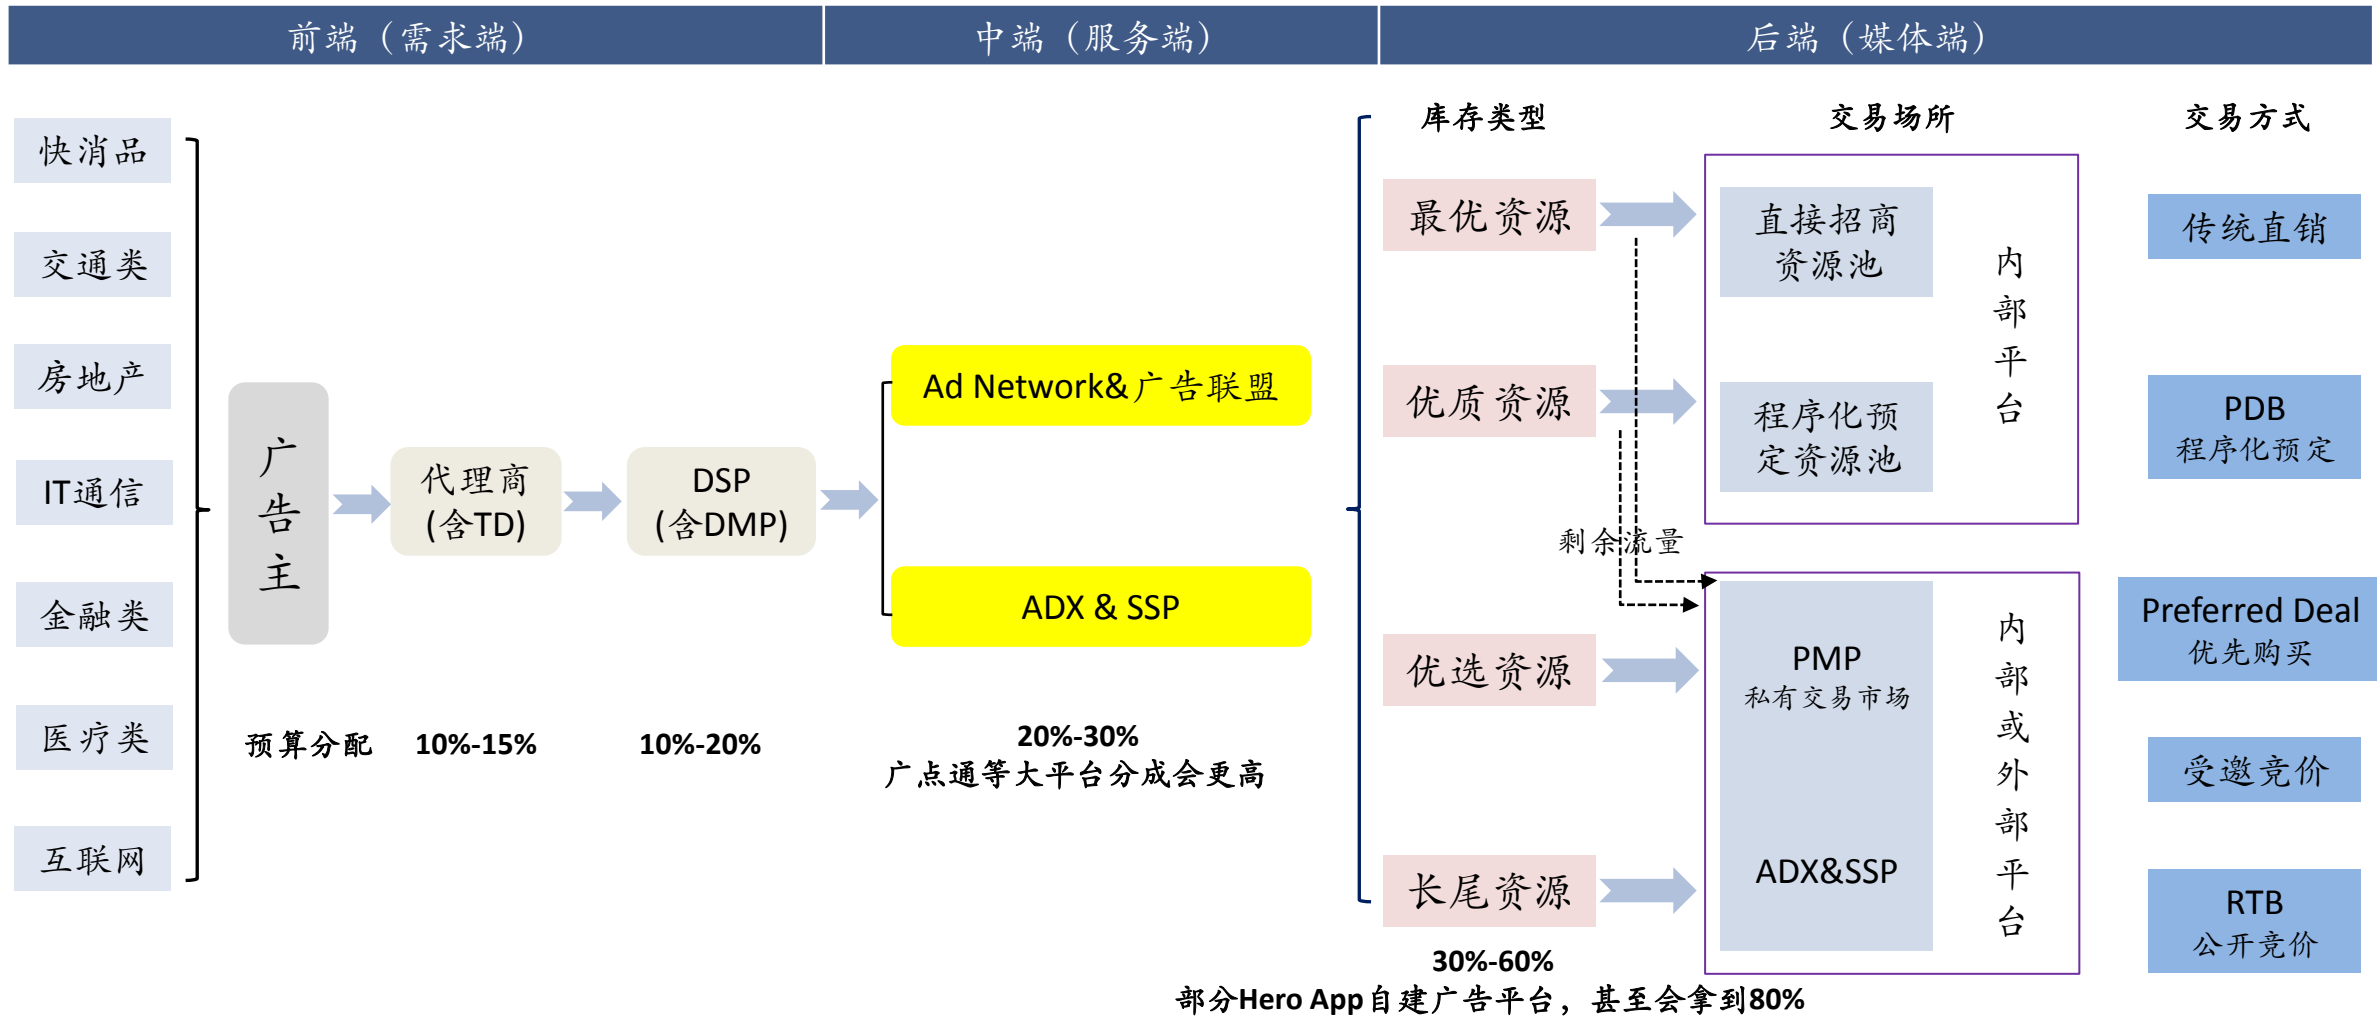 前端（需求端）
中端（服务端）
后端（媒体端）
快消品
交通类
房地产
IT通信
金融类
医疗类
互联网
广
告
主
代理商
(含TD)
DSP
(含DMP)
Ad Network&广告联盟
ADX & SSP
预算分配
10%-15%
10%-20%
20%-30%
广点通等大平台分成会更高
库存类型
交易场所
交易方式
最优资源
优质资源
优选资源
长尾资源
直接招商
资源池
程序化预
定资源池
内
部
平
台
剩余流量
PMP
私有交易市场
ADX&SSP
内
部
或
外
部
平
台
传统直销
PDB
程序化预定
Preferred Deal
优先购买
受邀竞价
RTB
公开竞价
30%-60%
部分Hero App自建广告平台，甚至会拿到80%